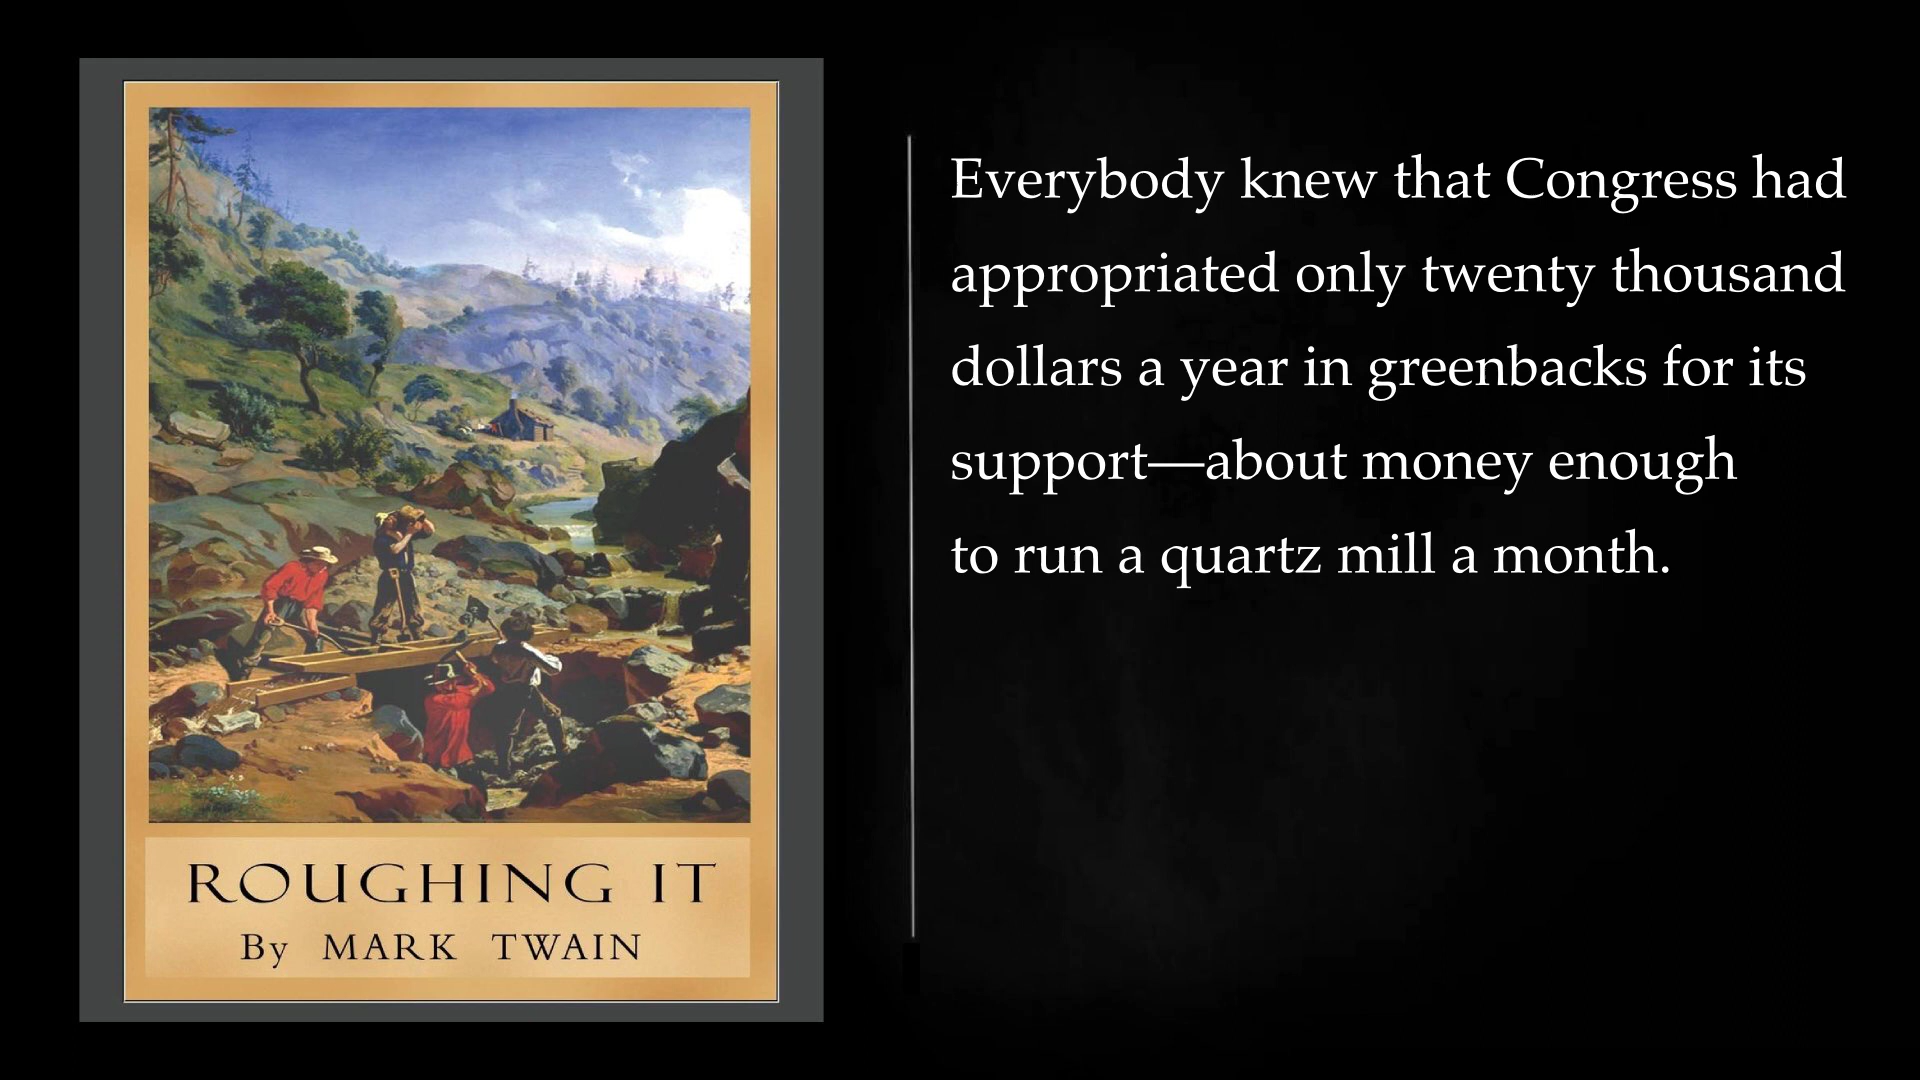 ROUGHING IT
By MARK TWAIN
Everybody knew that Congress had
appropriated only twenty thousand
dollars a year in greenbacks for its
support—about money enough
to run a quartz mill a month.